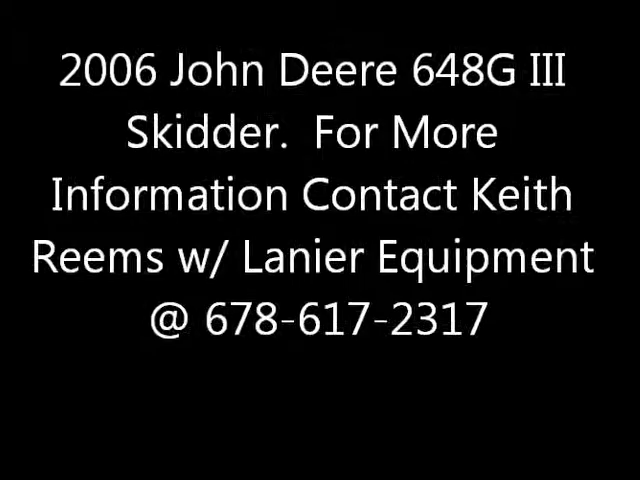 2006 John Deere 648G III
Skidder.  For More
Information Contact Keith
Reems w/ Lanier Equipment
@ 678-617-2317